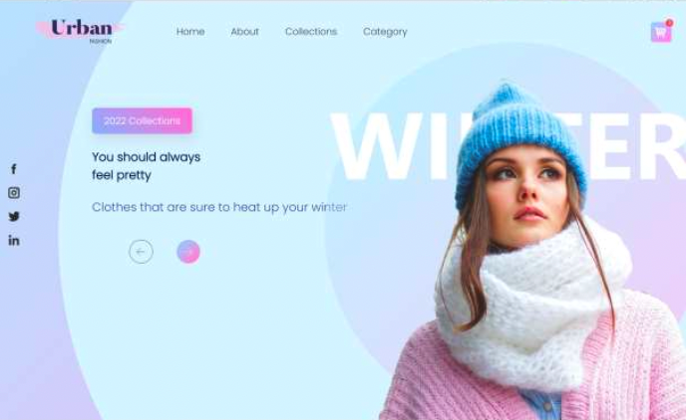 Urban
FASHION
Home About Collections Category
2022 Collections
WINTER
You should always
feel pretty
Clothes that are sure to heat up your winter